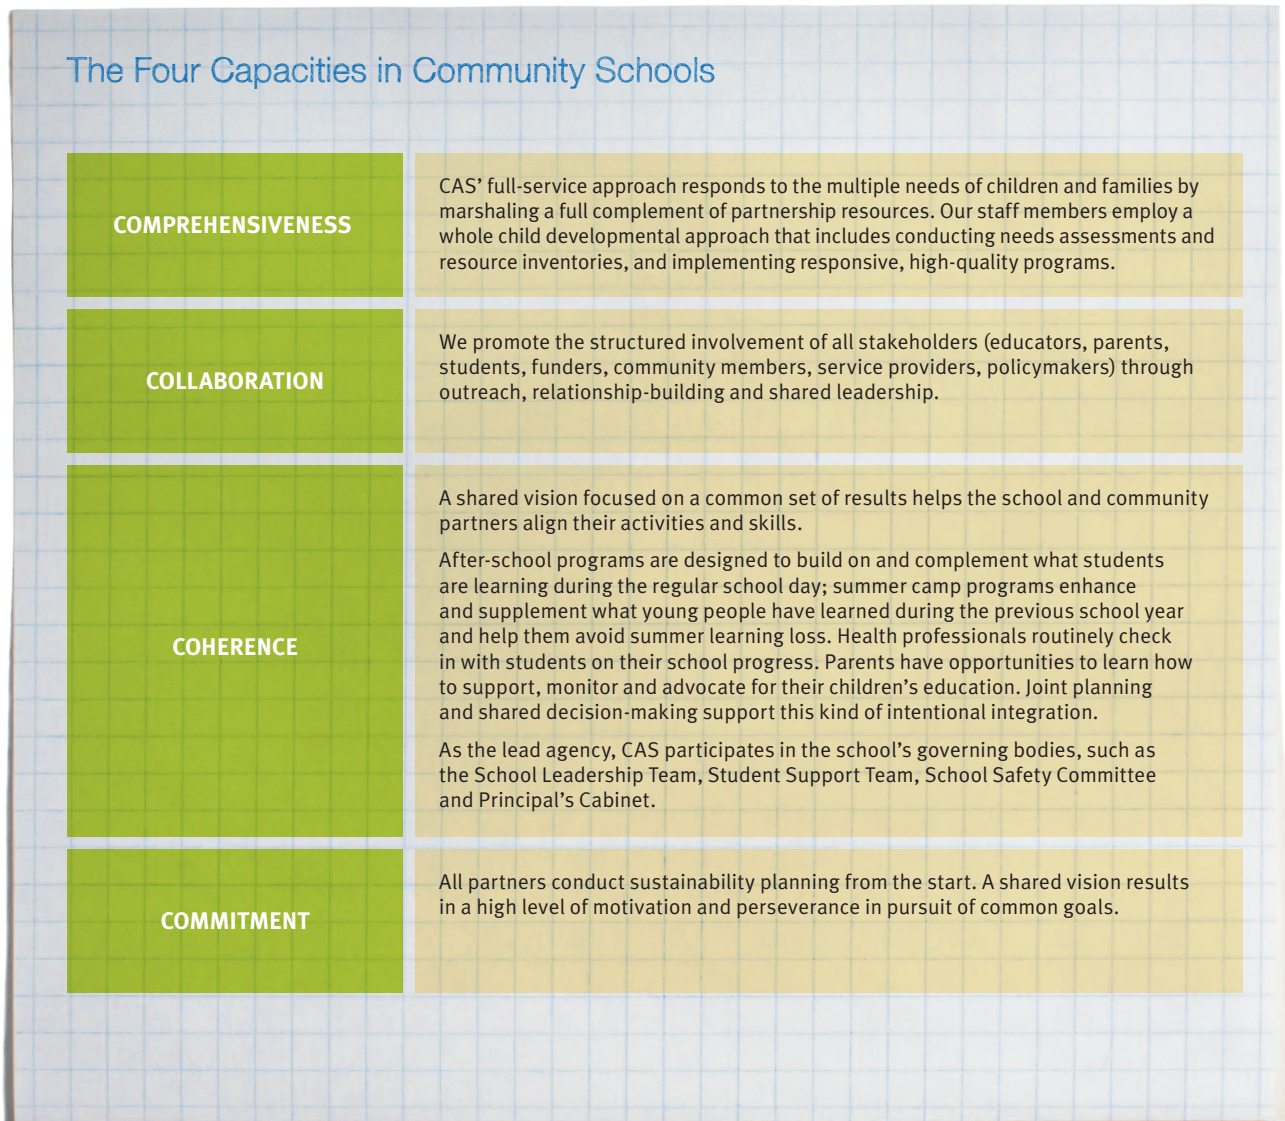 The Four Capacities in Community Schools
COMPREHENSIVENESS
CAS’ full-service approach responds to the multiple needs of children and families by
marshaling a full complement of partnership resources. Our staff members employ a
whole child developmental approach that includes conducting needs assessments and
resource inventories, and implementing responsive, high-quality programs.
COLLABORATION
We promote the structured involvement of all stakeholders (educators, parents,
students, funders, community members, service providers, policymakers) through
outreach, relationship-building and shared leadership.
COHERENCE
A shared vision focused on a common set of results helps the school and community
partners align their activities and skills.
After-school programs are designed to build on and complement what students
are learning during the regular school day; summer camp programs enhance
and supplement what young people have learned during the previous school year
and help them avoid summer learning loss. Health professionals routinely check
in with students on their school progress. Parents have opportunities to learn how
to support, monitor and advocate for their children’s education. Joint planning
and shared decision-making support this kind of intentional integration.
As the lead agency, CAS participates in the school’s governing bodies, such as
the School Leadership Team, Student Support Team, School Safety Committee
and Principal’s Cabinet.
COMMITMENT
All partners conduct sustainability planning from the start. A shared vision results
in a high level of motivation and perseverance in pursuit of common goals.